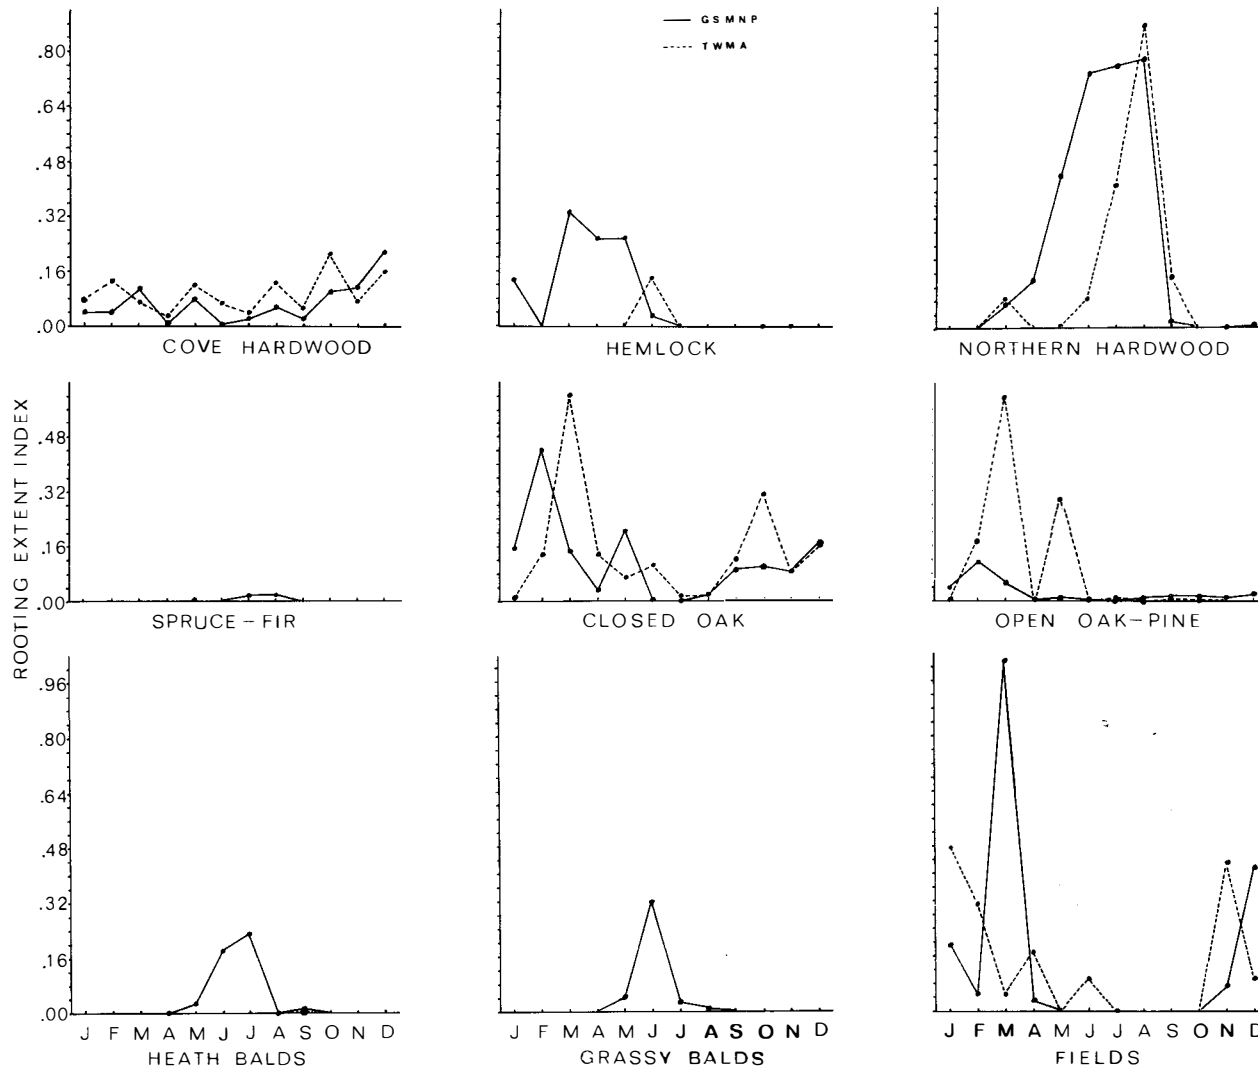 GSMNP
TWMA
.80
.64
.48
.32
.16
.00
COVE HARDWOOD
HEMLOCK
NORTHERN HARDWOOD
ROOTING EXTENT INDEX
.48
.32
.16
.00
SPRUCE-FIR
CLOSED OAK
OPEN OAK-PINE
.96
.80
.64
.48
.32
.16
.00
J F M A M J J A S O N D
J F M A M J J A S O N D
J F M A M J J A S O N D
HEATH BALDS
GRASSY BALDS
FIELDS